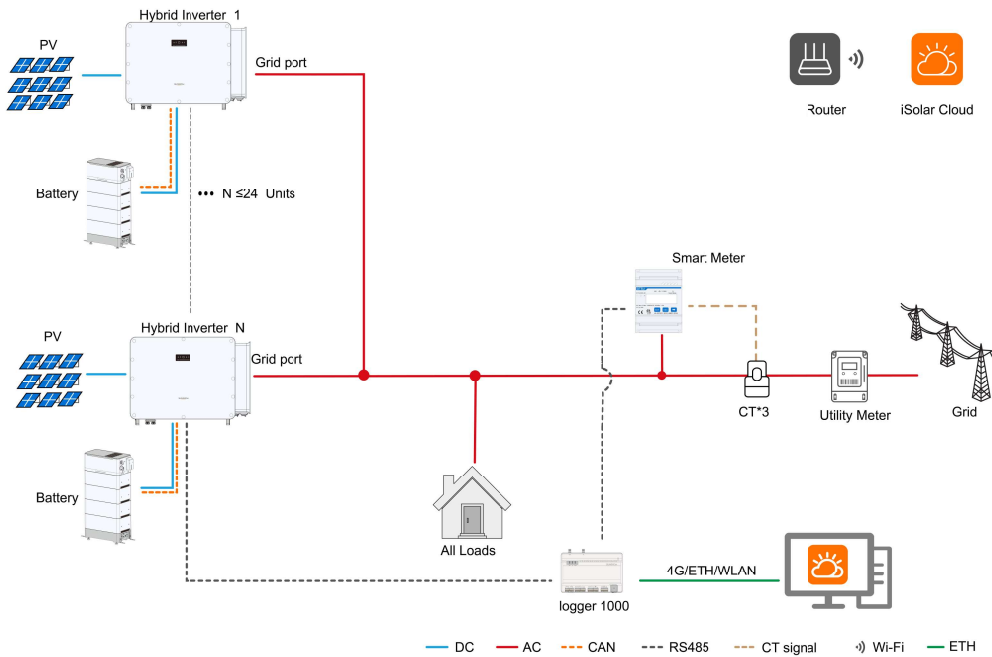 Hybrid Inverter 1
PV
Grid port
Router
iSolar Cloud
Battery
••• N ≤24 Units
Smart Meter
Hybrid Inverter N
PV
Grid port
CT*3
Utility Meter
Grid
Battery
All Loads
4G/ETH/WLAN
logger 1000
DC
AC
CAN
RS485
CT signal
Wi-Fi
ETH